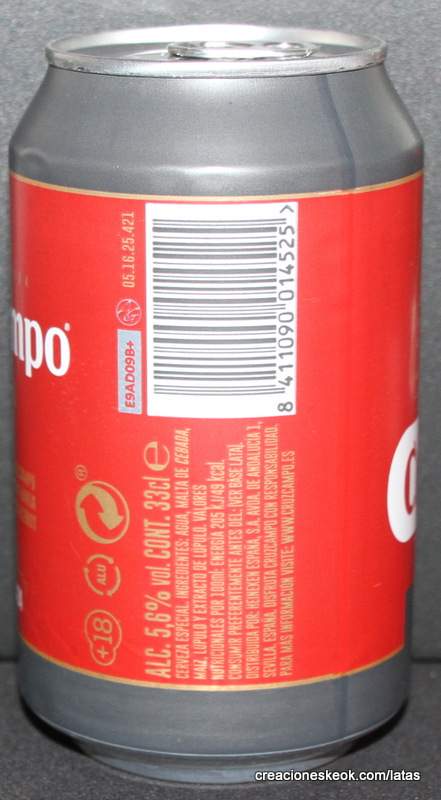 mpo®
05.16.25.421
E9AD09B+
8 411090 014525 >
®
ALU
+18
ALC. 5,6% vol. CONT. 33cl e
CERVEZA ESPECIAL. INGREDIENTES: AGUA, MALTA DE CEBADA,
MAÍZ, LÚPULO Y EXTRACTO DE LÚPULO. VALORES
NUTRICIONALES POR 100ml: ENERGÍA 205 kJ/49 kcal.
CONSUMIR PREFERENTEMENTE ANTES DEL: (VER BASE LATA).
DISTRIBUIDA POR: HEINEKEN ESPAÑA, S.A. AVDA. DE ANDALUCÍA 1,
SEVILLA. ESPAÑA. DISFRUTA CRUZCAMPO CON RESPONSABILIDAD.
PARA MÁS INFORMACIÓN VISITE: WWW.CRUZCAMPO.ES
creacioneskeok.com/latas